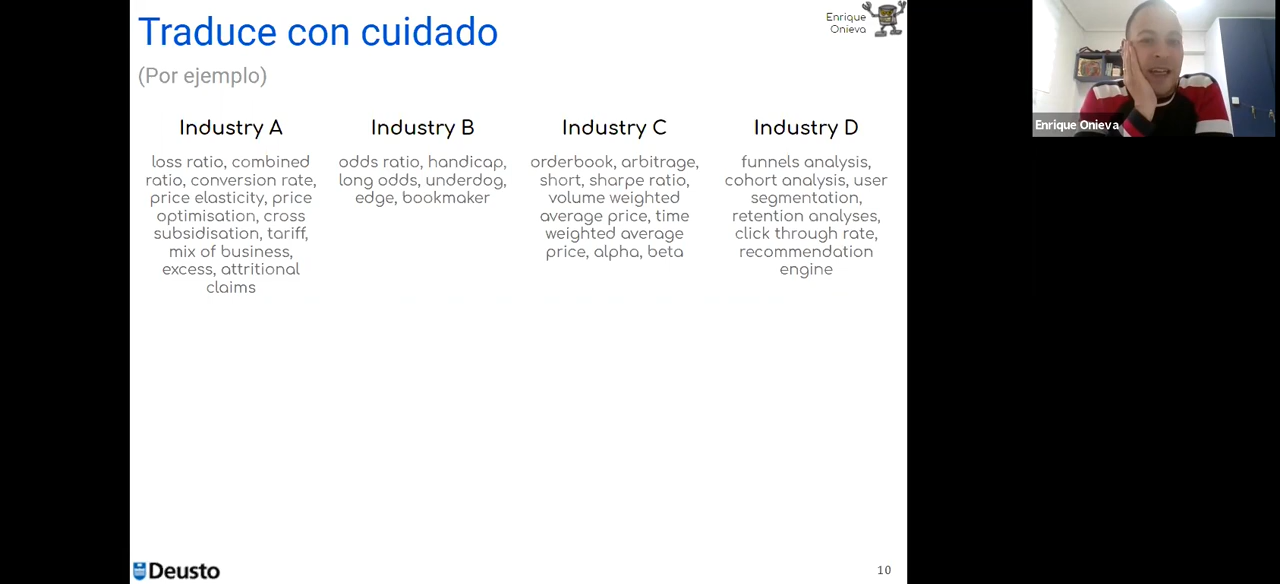 Traduce con cuidado
(Por ejemplo)
Enrique
Onieva
Industry A
loss ratio, combined
ratio, conversion rate,
price elasticity, price
optimisation, cross
subsidisation, tariff,
mix of business,
excess, attritional
claims
Industry B
odds ratio, handicap,
long odds, underdog,
edge, bookmaker
Industry C
orderbook, arbitrage,
short, sharpe ratio,
volume weighted
average price, time
weighted average
price, alpha, beta
Industry D
funnels analysis,
cohort analysis, user
segmentation,
retention analyses,
click through rate,
recommendation
engine
Enrique Onieva
Deusto
10